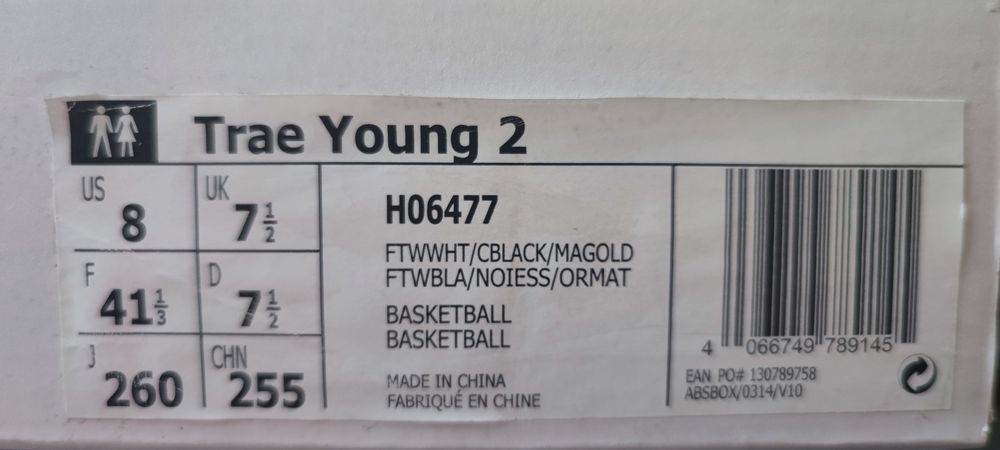 Trae Young 2
US 8 UK 7 1/2
F 41 1/3 D 7 1/2
J 260 CHN 255
H06477
FTWWHT/CBLACK/MAGOLD
FTWBLA/NOIESS/ORMAT
BASKETBALL
BASKETBALL
MADE IN CHINA
FABRIQUÉ EN CHINE
4 066749 789145
EAN PO# 130789758
ABSBOX/0314/V10